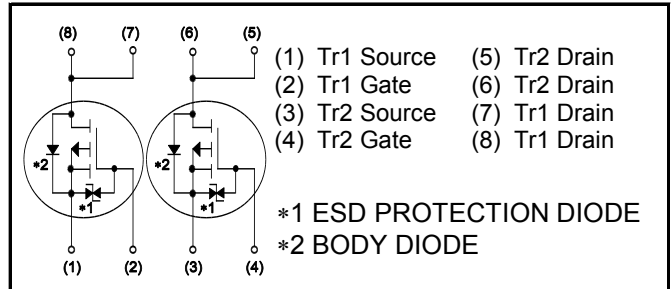 (8) (7) (6) (5)
(1) Tr1 Source (5) Tr2 Drain
(2) Tr1 Gate (6) Tr2 Drain
(3) Tr2 Source (7) Tr1 Drain
(4) Tr2 Gate (8) Tr1 Drain
∗2 ∗2
∗1 ∗1
∗1 ESD PROTECTION DIODE
∗2 BODY DIODE
(1) (2) (3) (4)